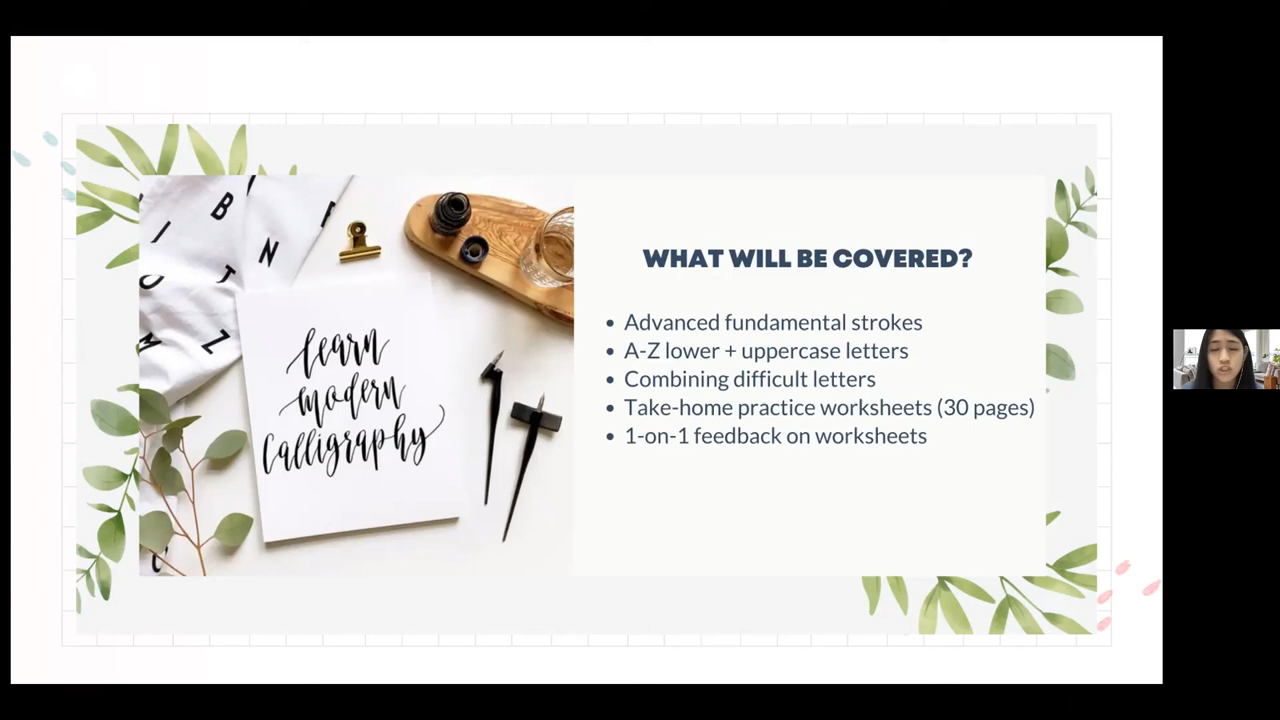 B
I
N
T
M
Z
learn
modern
Calligraphy
WHAT WILL BE COVERED?
• Advanced fundamental strokes
• A-Z lower + uppercase letters
• Combining difficult letters
• Take-home practice worksheets (30 pages)
• 1-on-1 feedback on worksheets